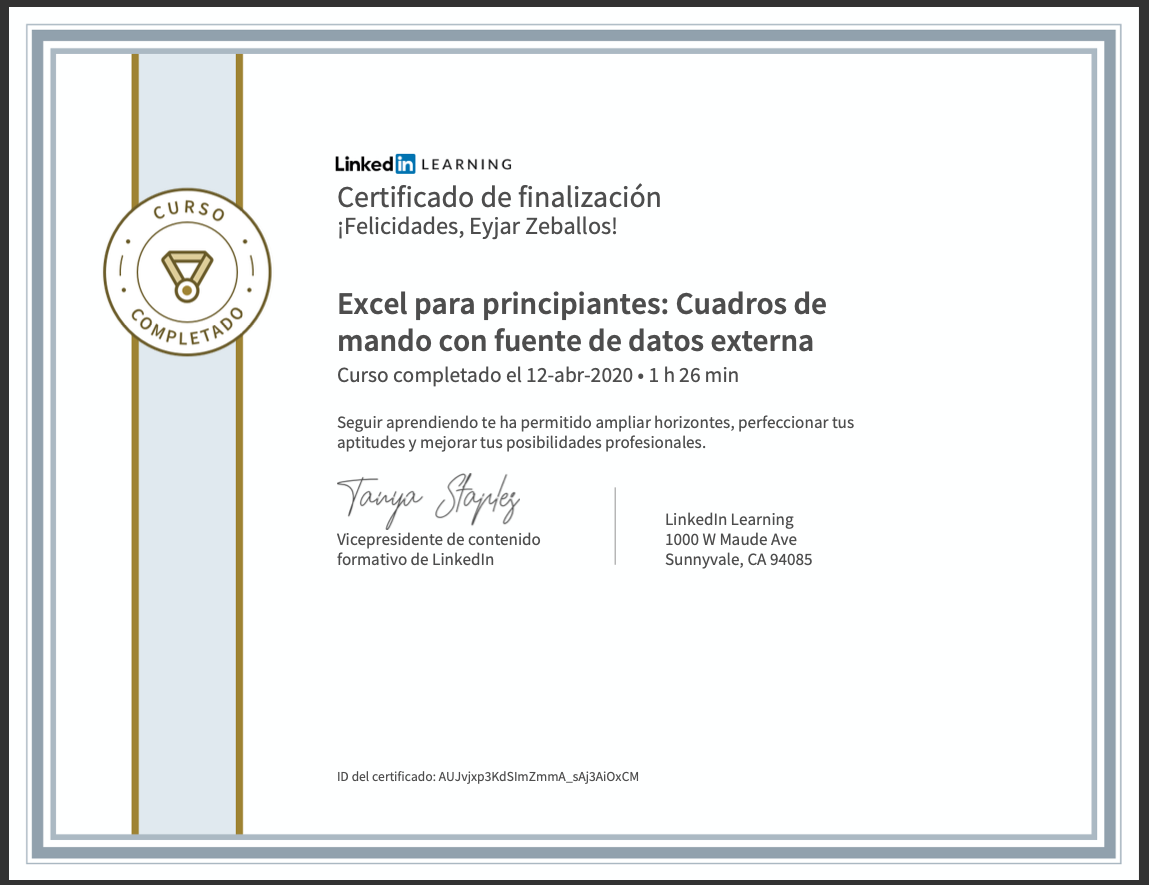 CURSO
COMPLETADO
Linkedin LEARNING
Certificado de finalización
¡Felicidades, Eyjar Zeballos!
Excel para principiantes: Cuadros de
mando con fuente de datos externa
Curso completado el 12-abr-2020 • 1 h 26 min
Seguir aprendiendo te ha permitido ampliar horizontes, perfeccionar tus
aptitudes y mejorar tus posibilidades profesionales.
Tanya Staples
Vicepresidente de contenido
formativo de LinkedIn
LinkedIn Learning
1000 W Maude Ave
Sunnyvale, CA 94085
ID del certificado: AUJvjxp3KdSImZmmA_sAj3AiOxCM